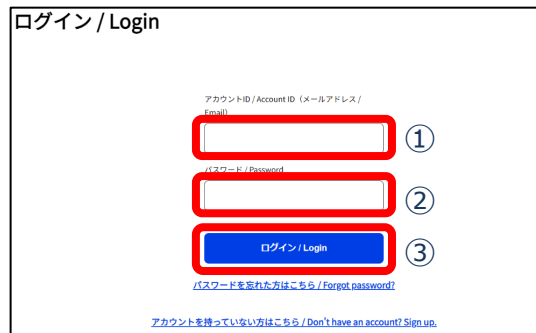 ログイン / Login
アカウントID / Account ID（メールアドレス /
Email）
①
パスワード / Password
②
ログイン / Login
③
パスワードを忘れた方はこちら / Forgot password?
アカウントを持っていない方はこちら / Don't have an account? Sign up.